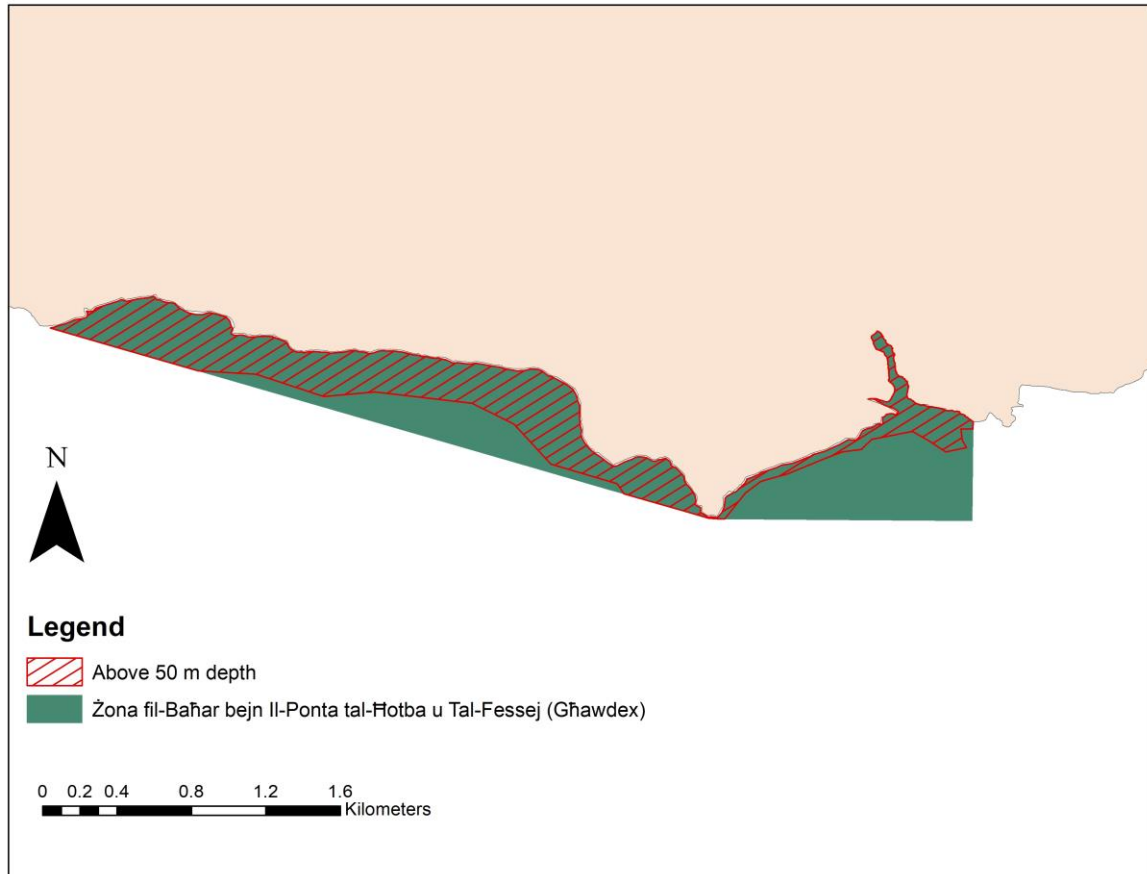 N
Legend
Above 50 m depth
Żona fil-Baħar bejn Il-Ponta tal-Ħotba u Tal-Fessej (Għawdex)
0 0.2 0.4 0.8 1.2 1.6
Kilometers